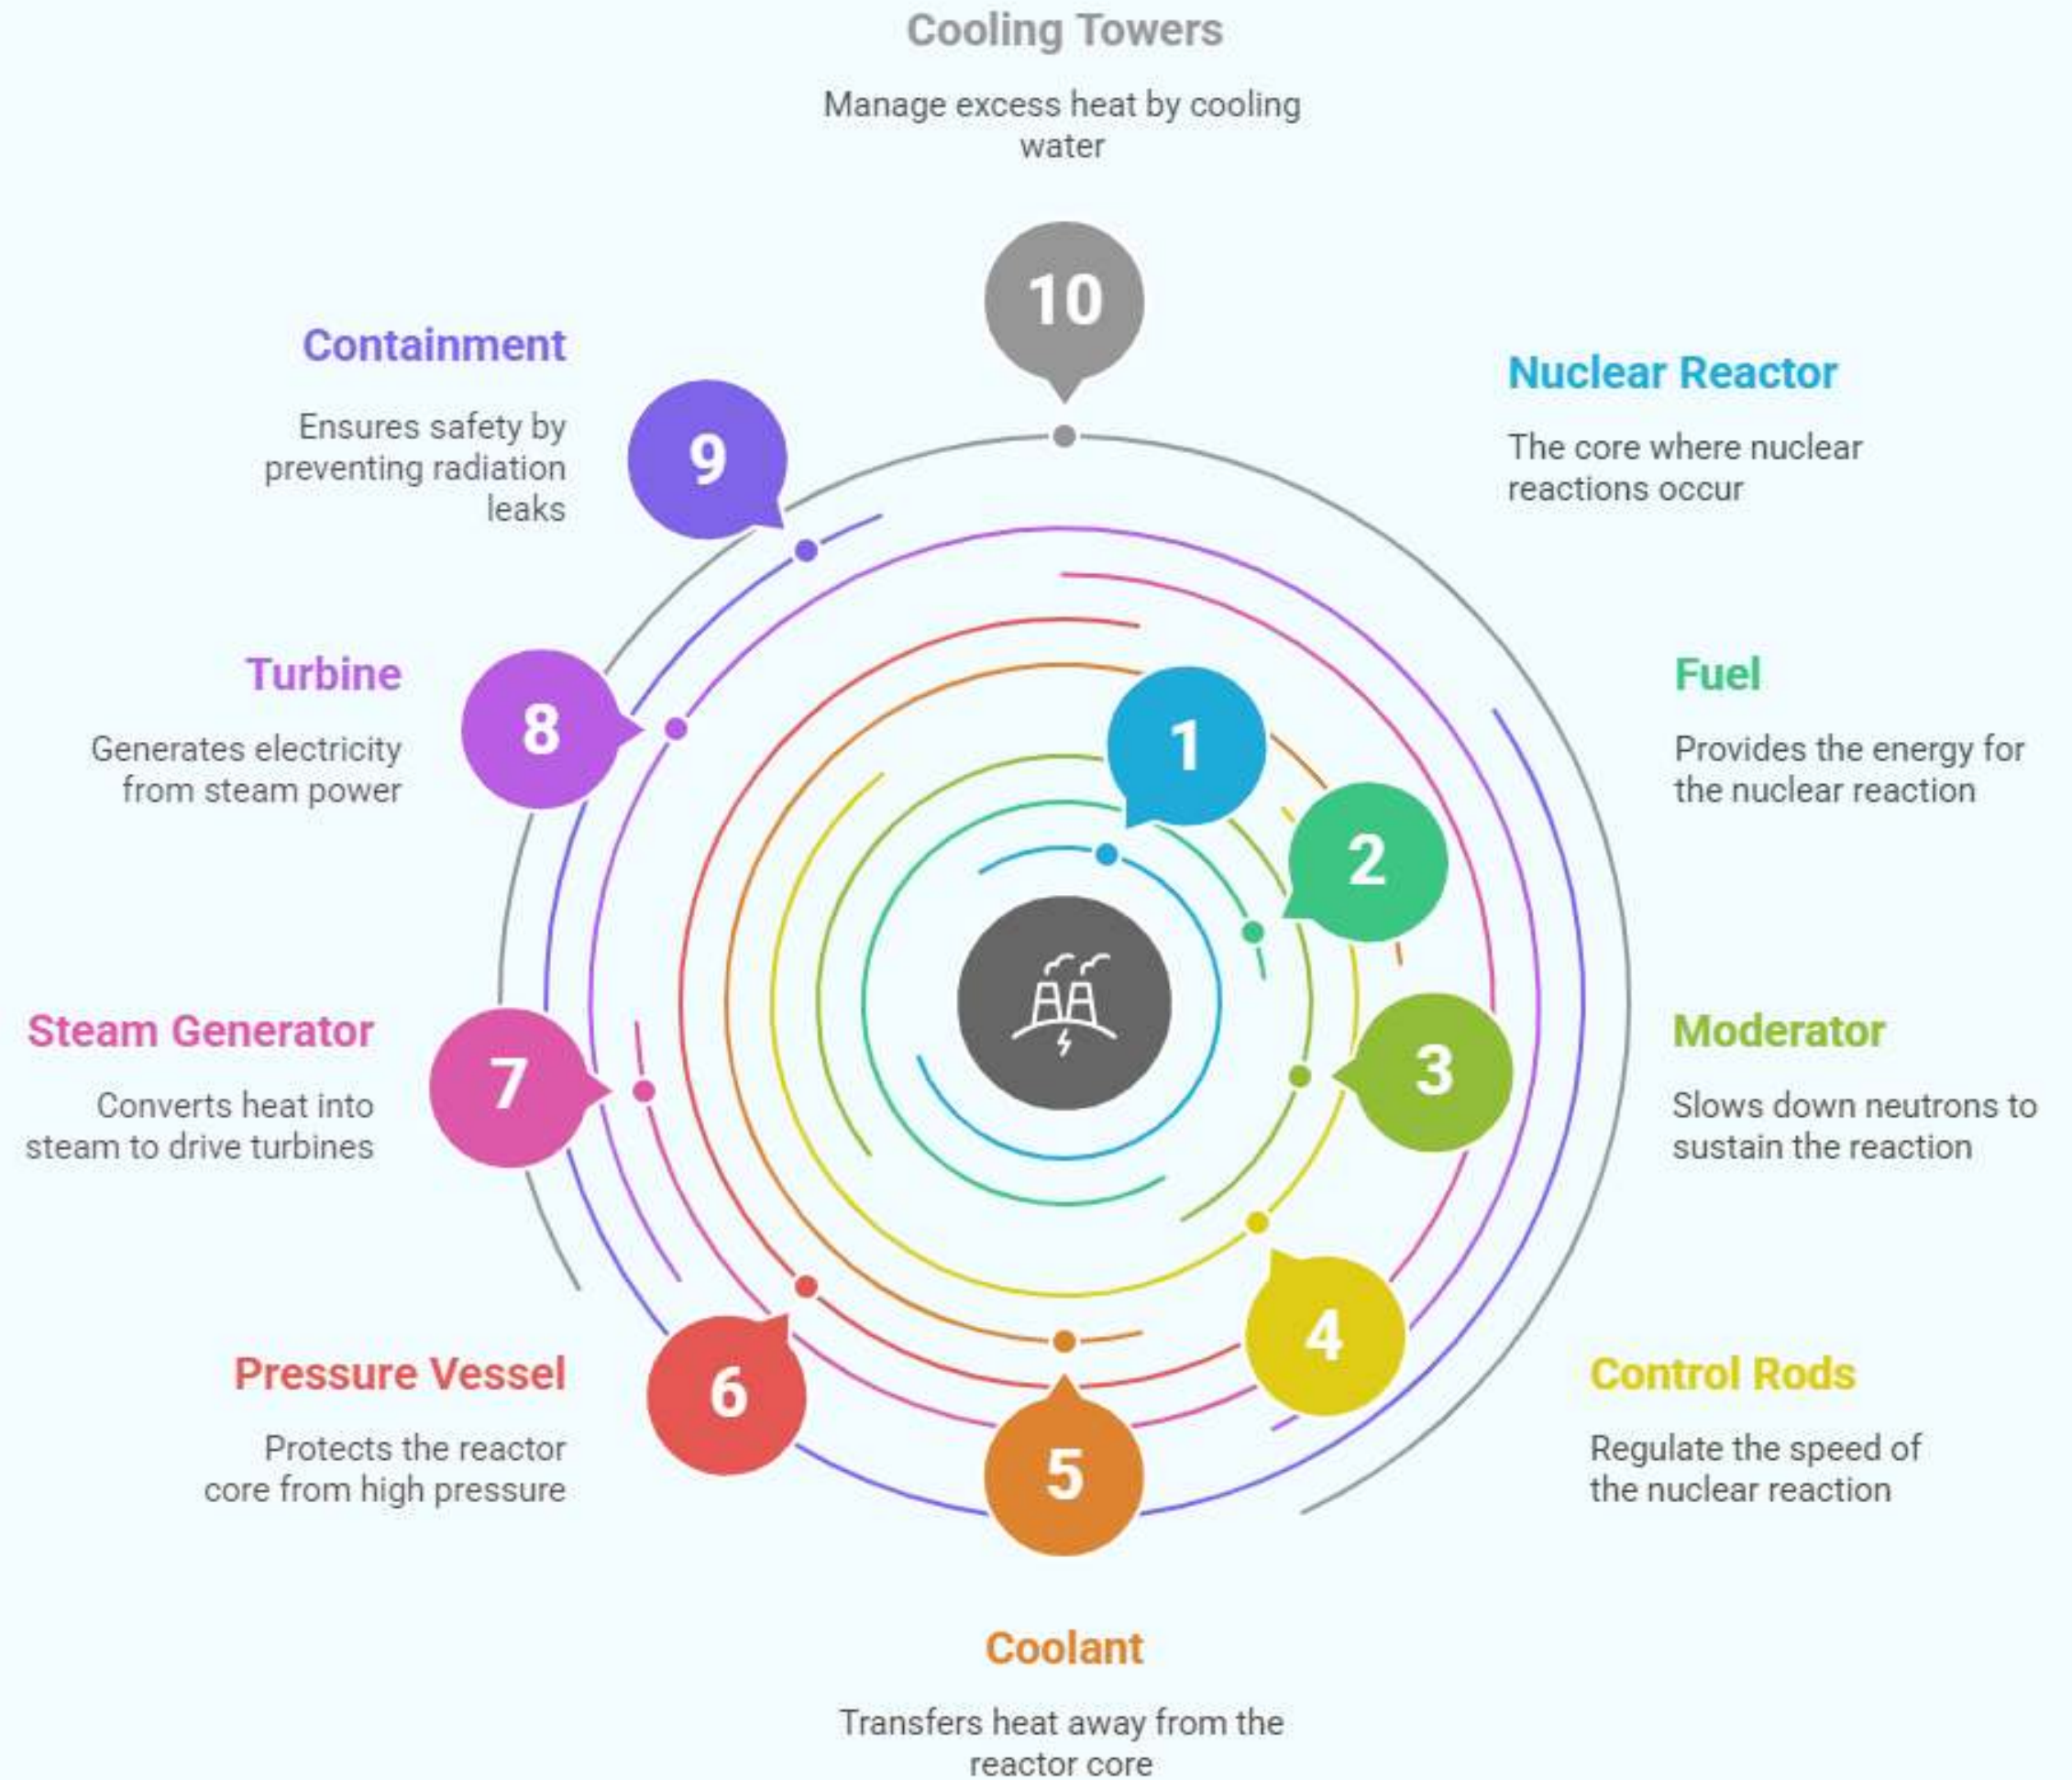 Cooling Towers
Manage excess heat by cooling
water
10
Containment
Ensures safety by
preventing radiation
leaks
9
Nuclear Reactor
The core where nuclear
reactions occur
1
Turbine
Generates electricity
from steam power
8
Fuel
Provides the energy for
the nuclear reaction
2
Steam Generator
Converts heat into
steam to drive turbines
7
Moderator
Slows down neutrons to
sustain the reaction
3
Pressure Vessel
Protects the reactor
core from high pressure
6
Control Rods
Regulate the speed of
the nuclear reaction
4
5
Coolant
Transfers heat away from the
reactor core